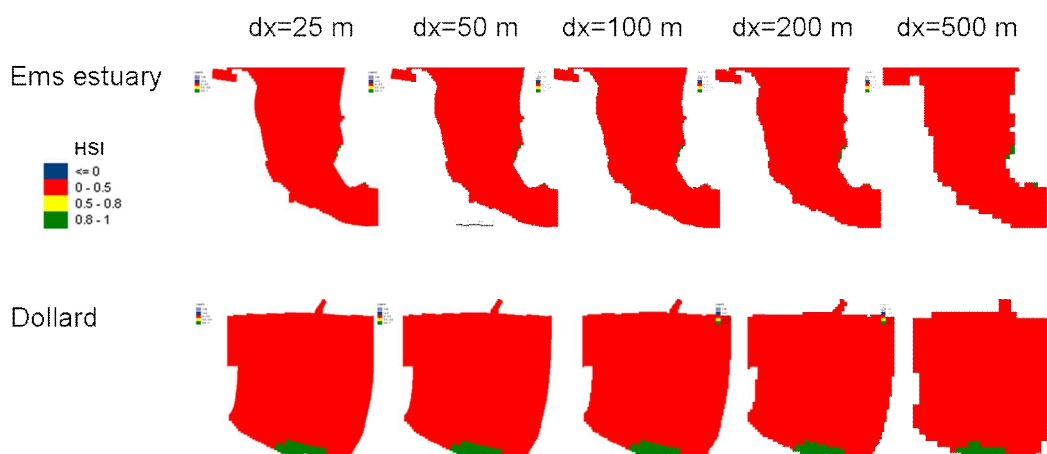 dx=25 m dx=50 m dx=100 m dx=200 m dx=500 m
Ems estuary
HSI
<= 0
0 - 0.5
0.5 - 0.8
0.8 - 1
Dollard